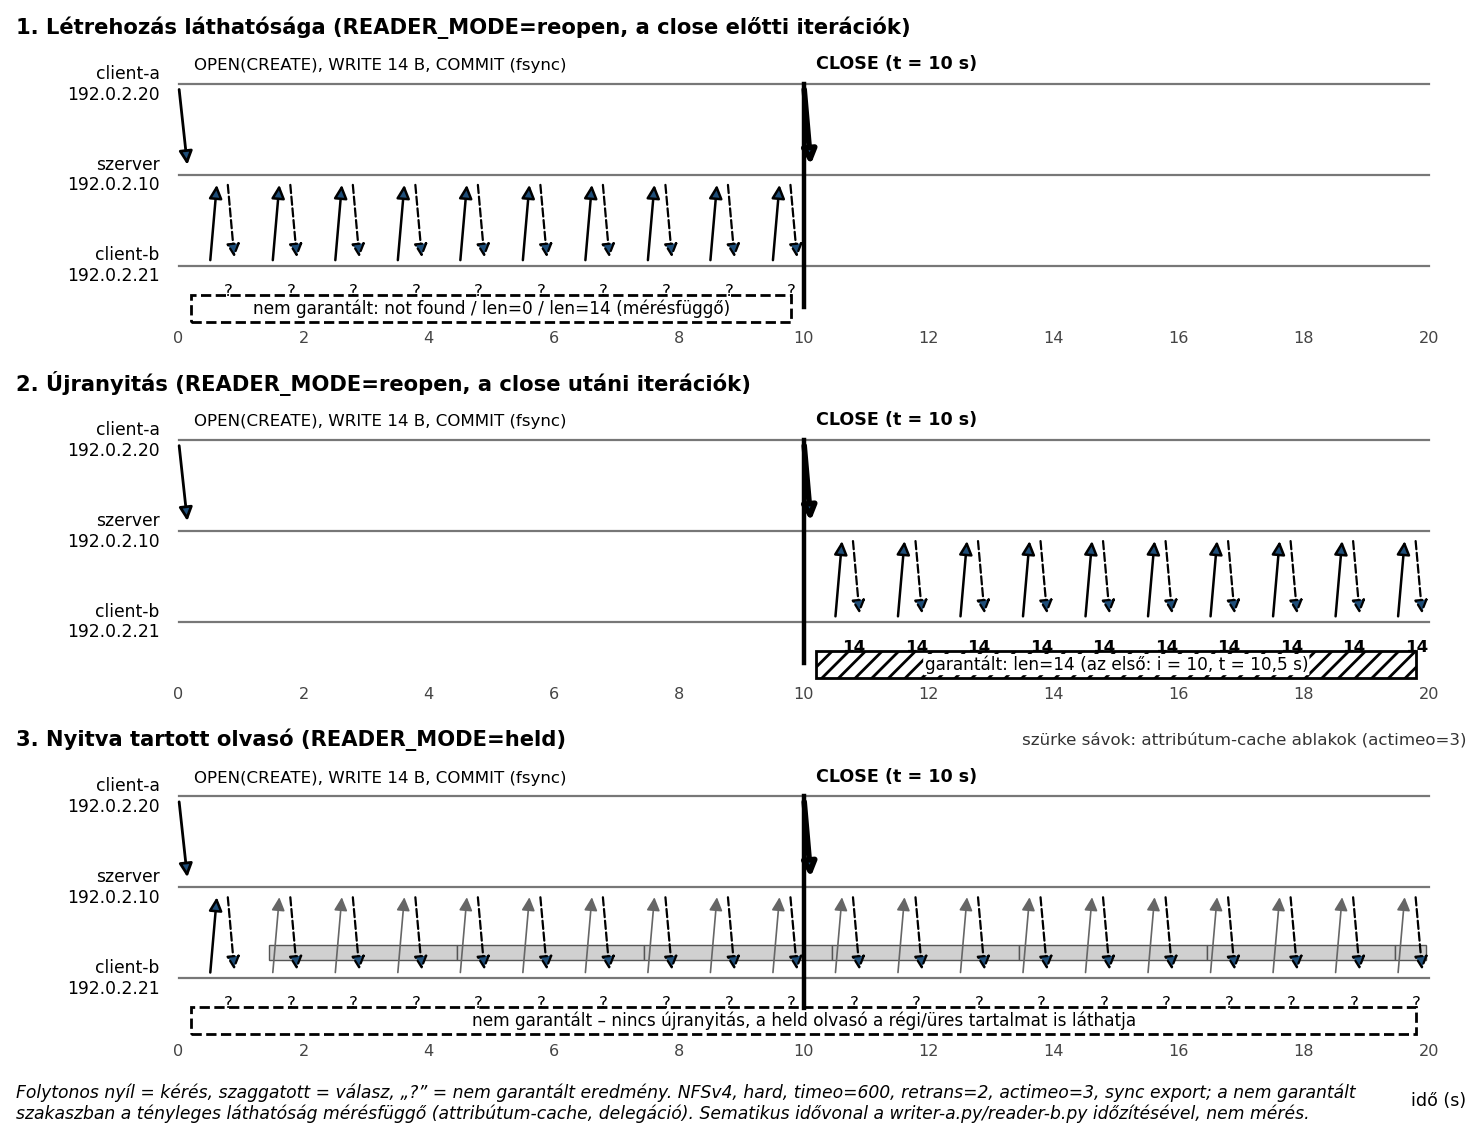 1. Létrehozás láthatósága (READER_MODE=reopen, a close előtti iterációk)
OPEN(CREATE), WRITE 14 B, COMMIT (fsync)
CLOSE (t = 10 s)
client-a
192.0.2.20
szerver
192.0.2.10
client-b
192.0.2.21
? ? ? ? ? ? ? ? ? ?
nem garantált: not found / len=0 / len=14 (mérésfüggő)
0 2 4 6 8 10 12 14 16 18 20
2. Újranyitás (READER_MODE=reopen, a close utáni iterációk)
OPEN(CREATE), WRITE 14 B, COMMIT (fsync)
CLOSE (t = 10 s)
client-a
192.0.2.20
szerver
192.0.2.10
client-b
192.0.2.21
14 14 14 14 14 14 14 14 14 14
garantált: len=14 (az első: i = 10, t = 10,5 s)
0 2 4 6 8 10 12 14 16 18 20
3. Nyitva tartott olvasó (READER_MODE=held)
szürke sávok: attribútum-cache ablakok (actimeo=3)
OPEN(CREATE), WRITE 14 B, COMMIT (fsync)
CLOSE (t = 10 s)
client-a
192.0.2.20
szerver
192.0.2.10
client-b
192.0.2.21
? ? ? ? ? ? ? ? ? ? ? ? ? ? ? ? ? ? ? ?
nem garantált – nincs újranyitás, a held olvasó a régi/üres tartalmat is láthatja
0 2 4 6 8 10 12 14 16 18 20
Folytonos nyíl = kérés, szaggatott = válasz, „?” = nem garantált eredmény. NFSv4, hard, timeo=600, retrans=2, actimeo=3, sync export; a nem garantált
szakaszban a tényleges láthatóság mérésfüggő (attribútum-cache, delegáció). Sematikus idővonal a writer-a.py/reader-b.py időzítésével, nem mérés.
idő (s)